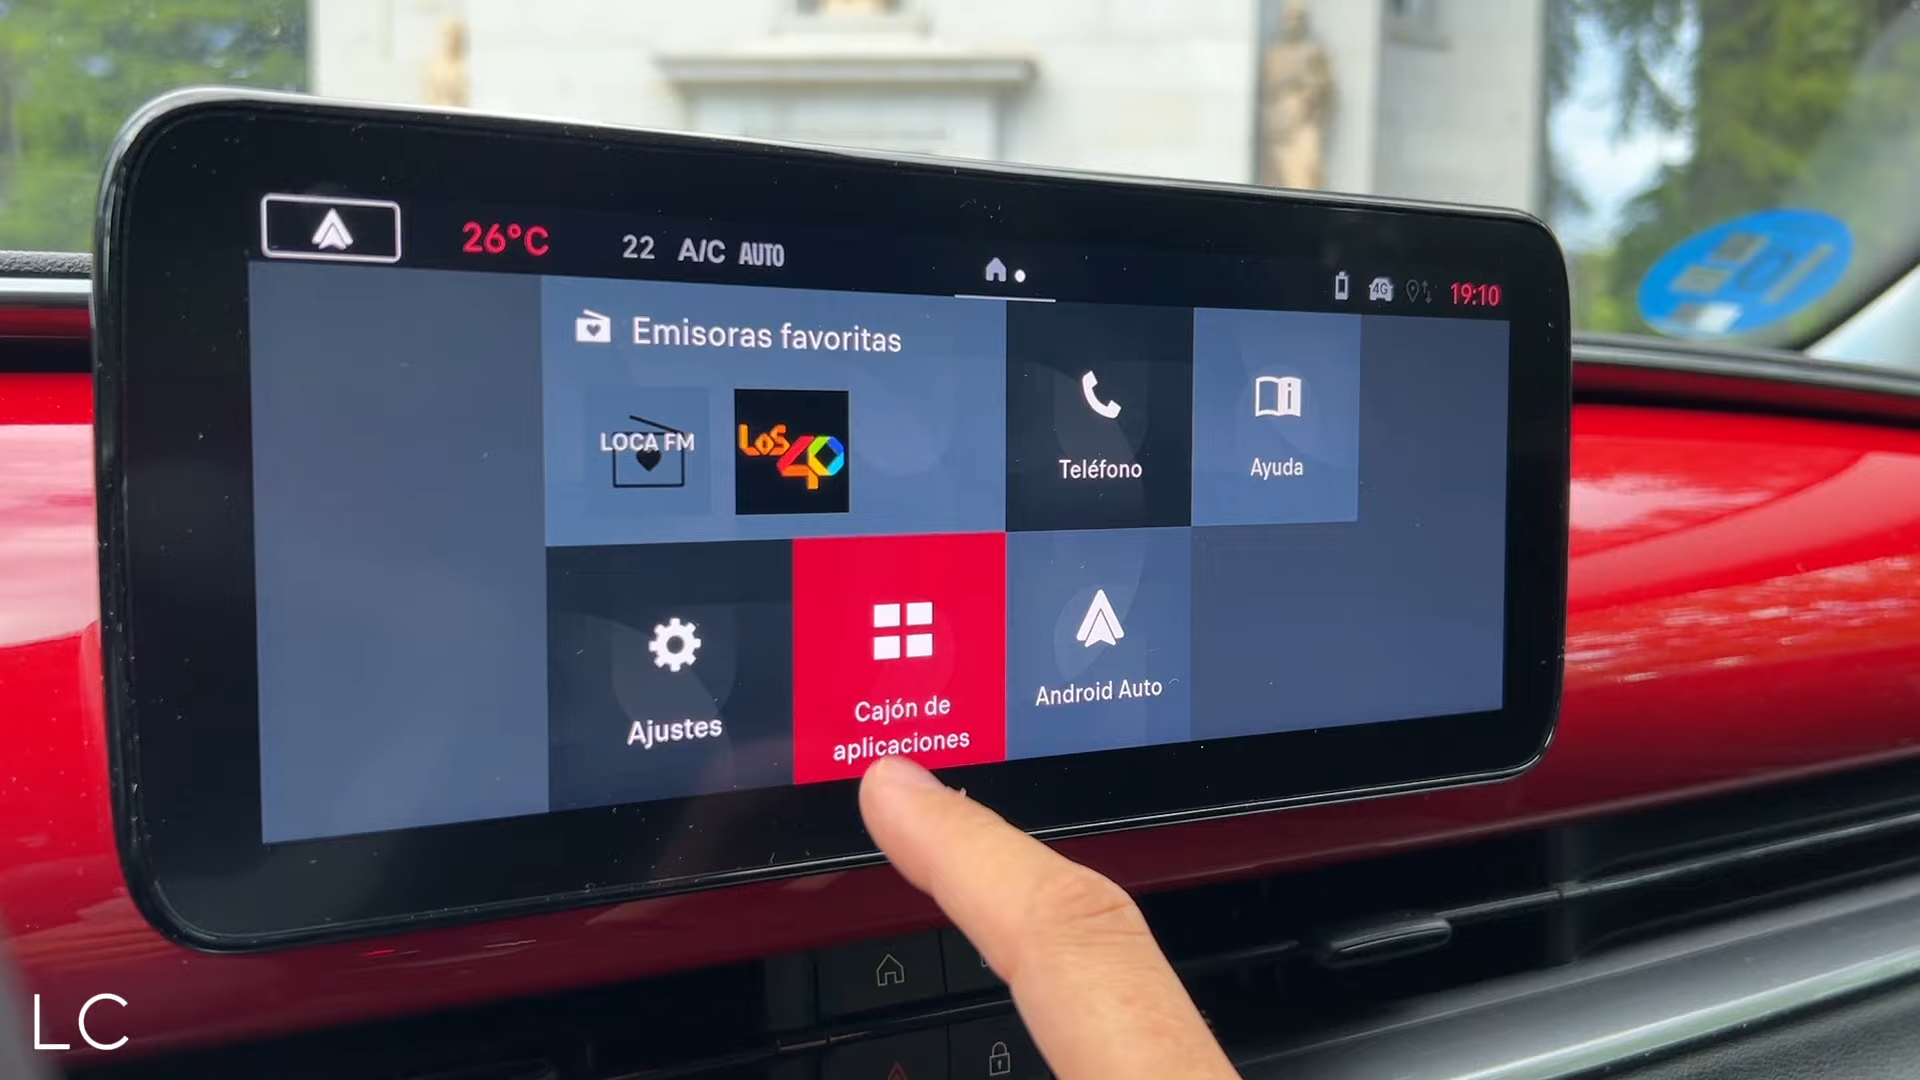 26°C
22 A/C AUTO
4G
19:10
Emisoras favoritas
LOCA FM
LOS 40
Teléfono
Ayuda
Ajustes
Cajón de
aplicaciones
Android Auto
LC